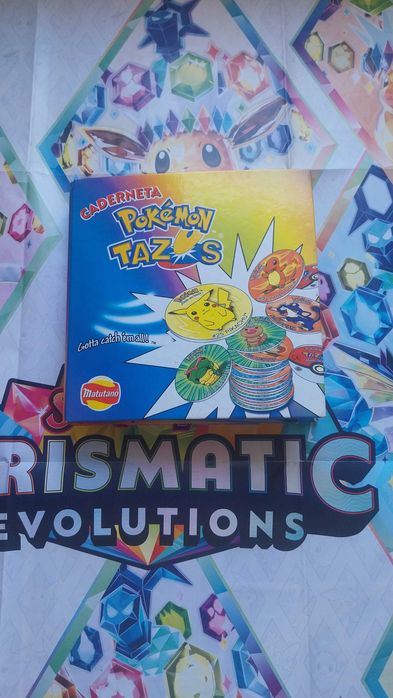 CADERNETA
POKéMON
TAZOS
Gotta catch 'em all!
Matutano
RISMATIC
EVOLUTIONS